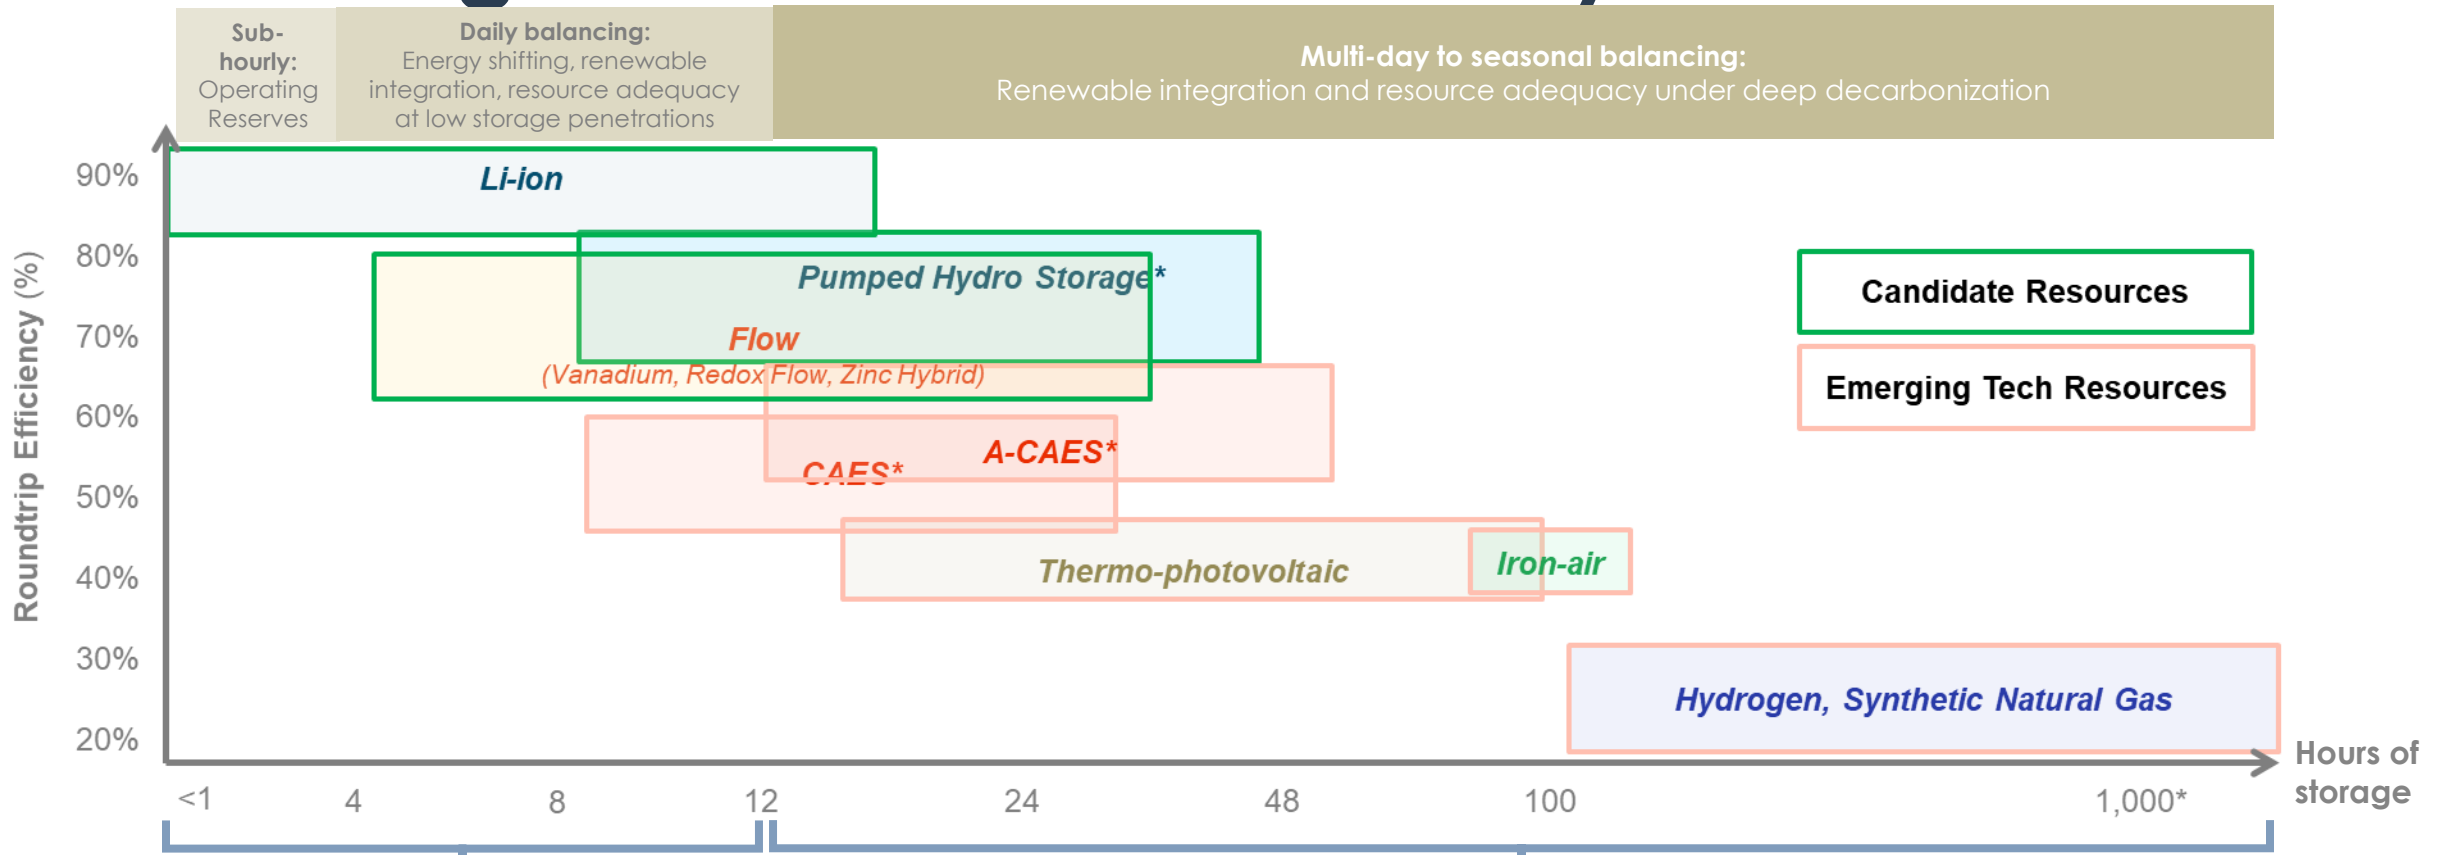 Sub-
hourly:
Operating
Reserves
Daily balancing:
Energy shifting, renewable
integration, resource adequacy
at low storage penetrations
Multi-day to seasonal balancing:
Renewable integration and resource adequacy under deep decarbonization
Roundtrip Efficiency (%)
90%
80%
70%
60%
50%
40%
30%
20%
Li-ion
Pumped Hydro Storage*
Flow
(Vanadium, Redox Flow, Zinc Hybrid)
A-CAES*
CAES*
Thermo-photovoltaic
Iron-air
Hydrogen, Synthetic Natural Gas
Candidate Resources
Emerging Tech Resources
<1 4 8 12 24 48 100 1,000*
Hours of
storage